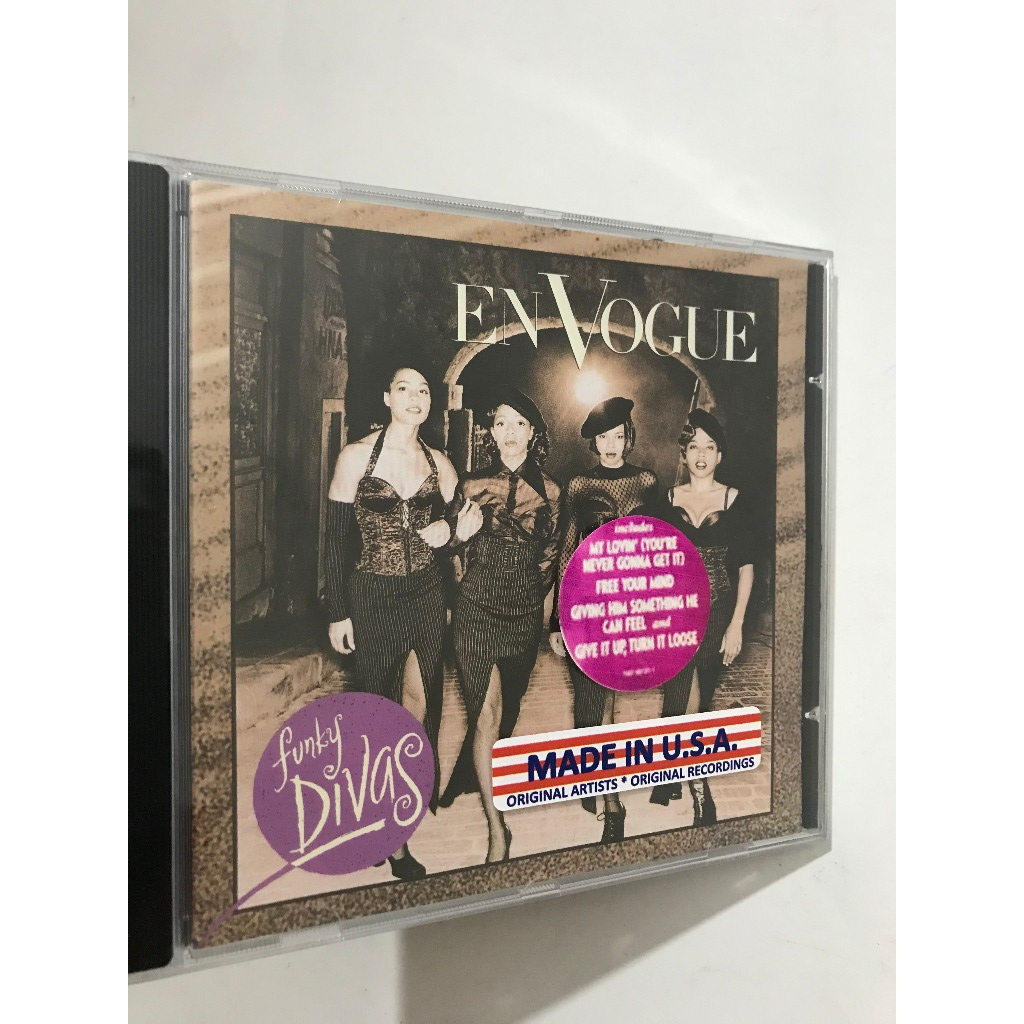 EN VOGUE
includes
MY LOVIN' (YOU'RE
NEVER GONNA GET IT)
FREE YOUR MIND
GIVING HIM SOMETHING HE
CAN FEEL and
GIVE IT UP, TURN IT LOOSE
funky
DIVAS
MADE IN U.S.A.
ORIGINAL ARTISTS * ORIGINAL RECORDINGS